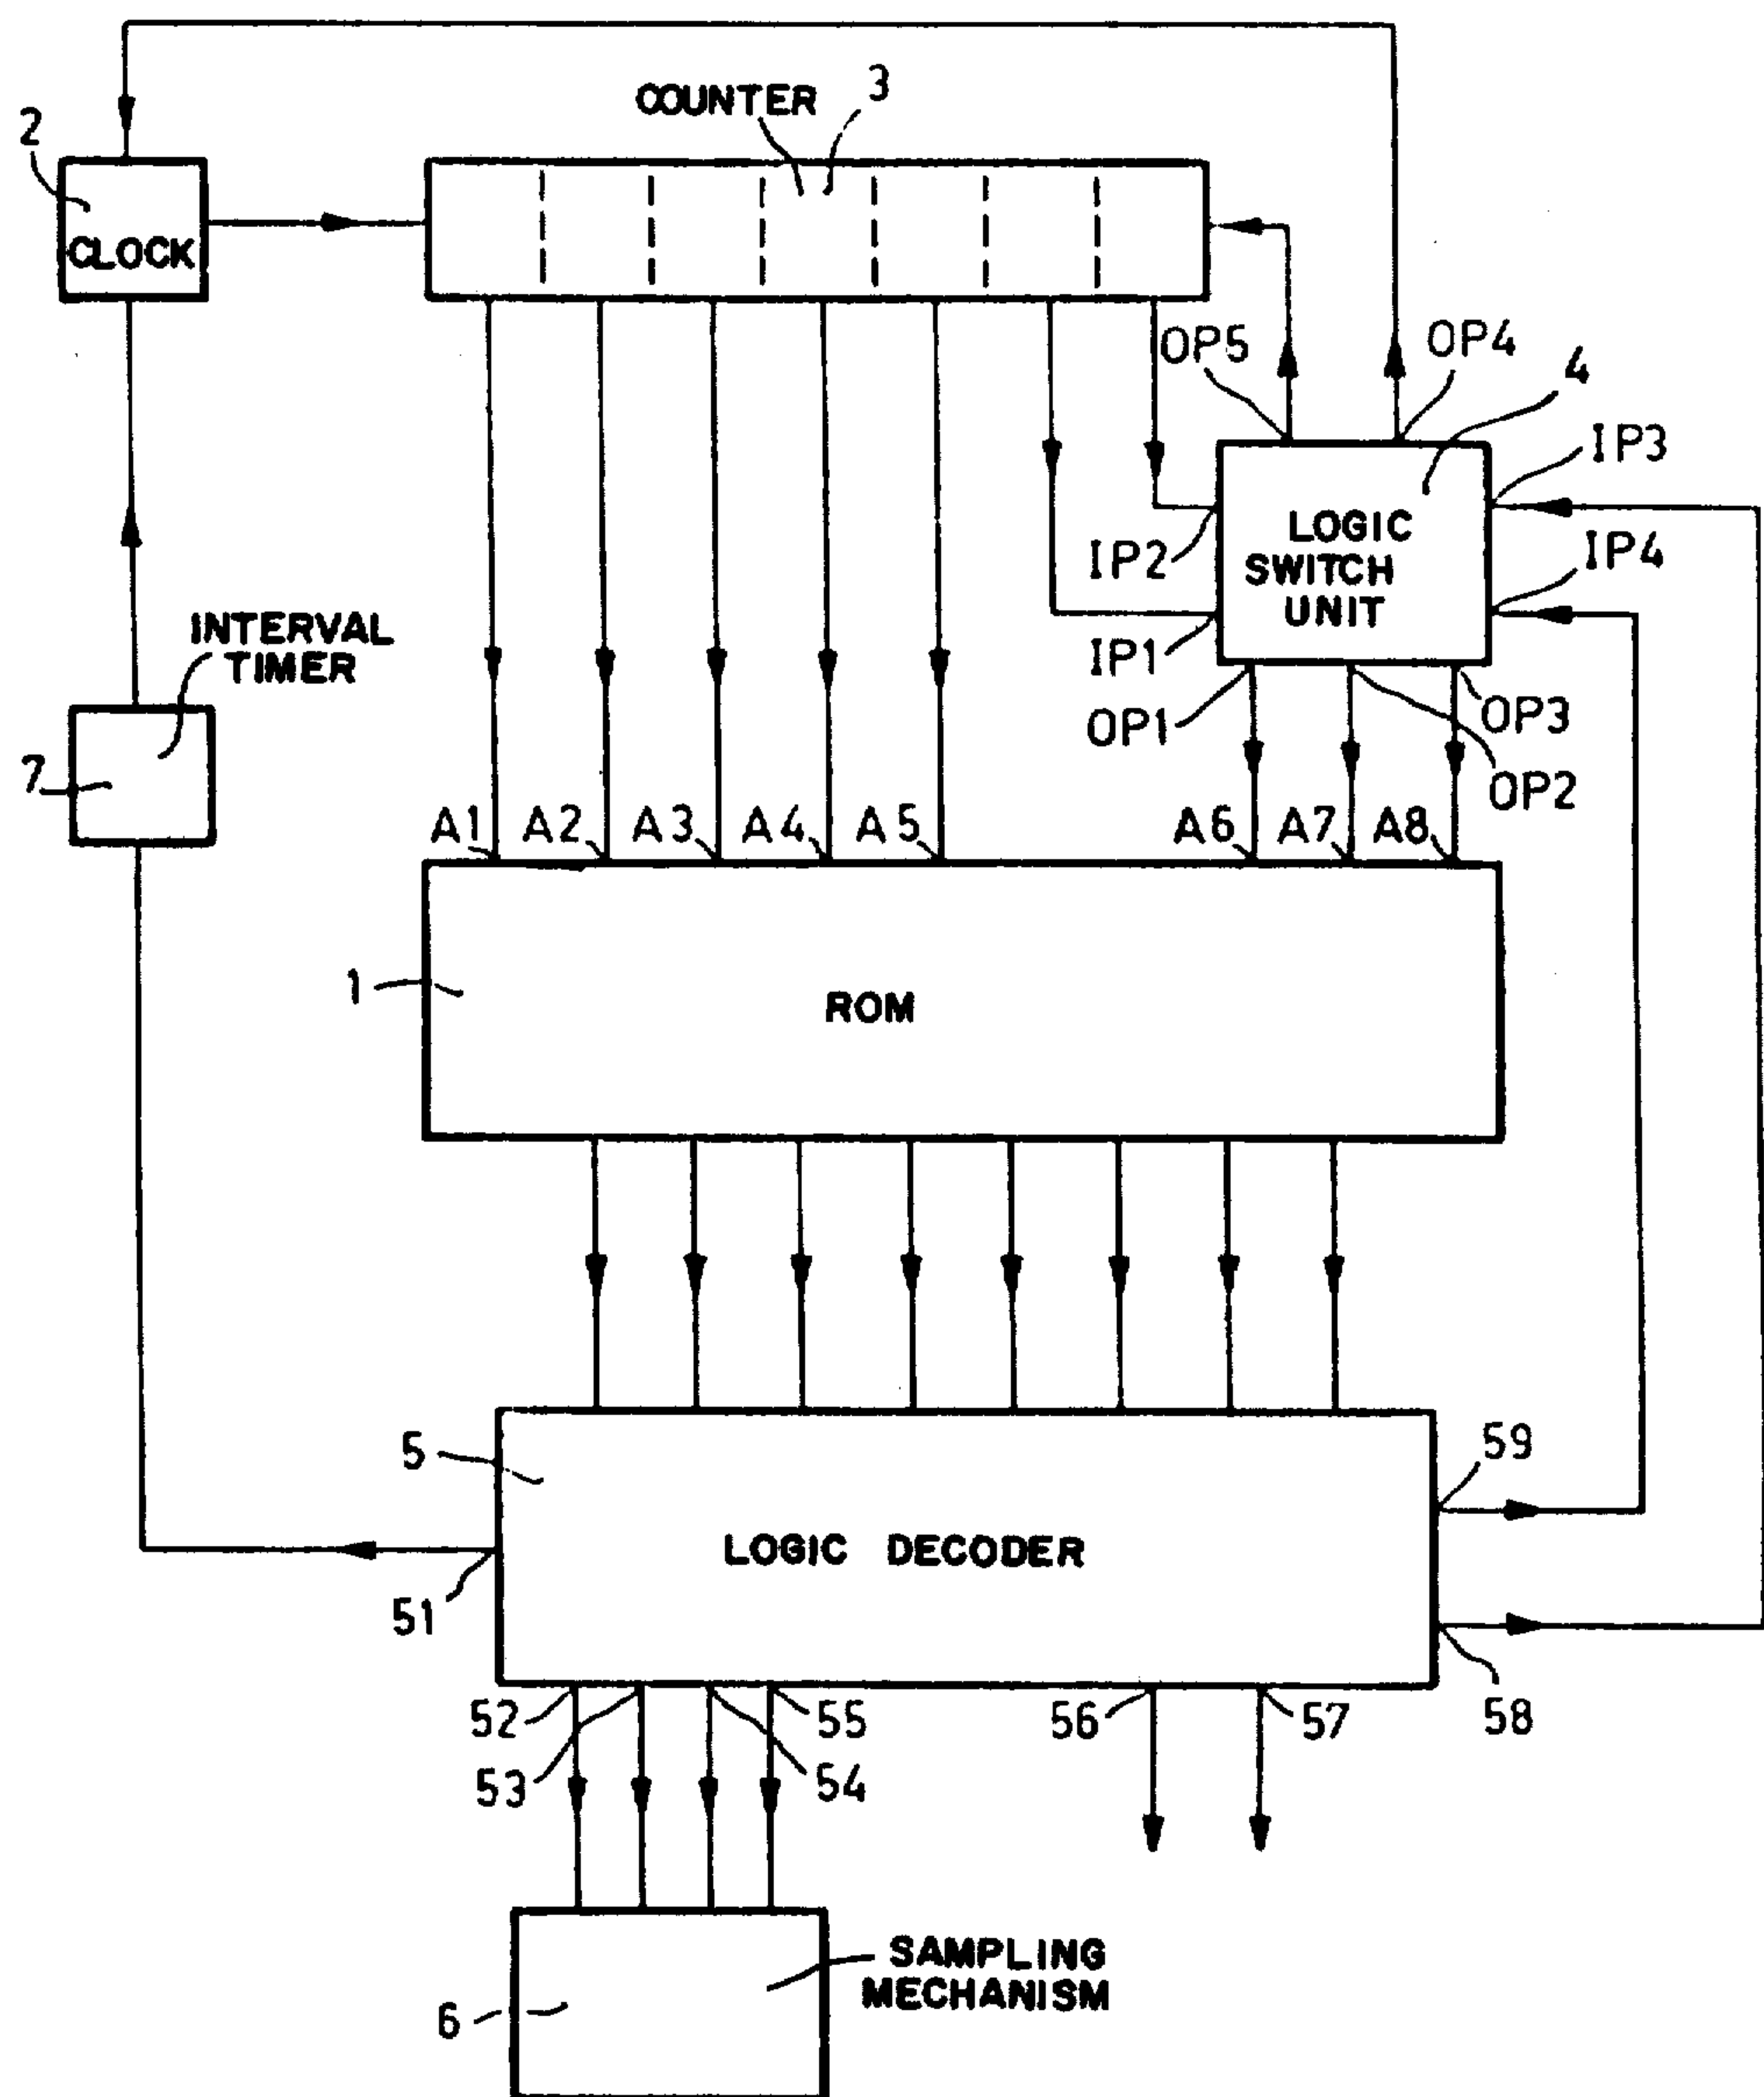 COUNTER
3
2
CLOCK
OP5
OP4
4
IP3
LOGIC
SWITCH
UNIT
IP2
IP4
IP1
INTERVAL
TIMER
OP1
OP3
OP2
7
A1
A2
A3
A4
A5
A6
A7
A8
1
ROM
5
59
LOGIC DECODER
51
52
53
55
54
56
57
58
SAMPLING
MECHANISM
6